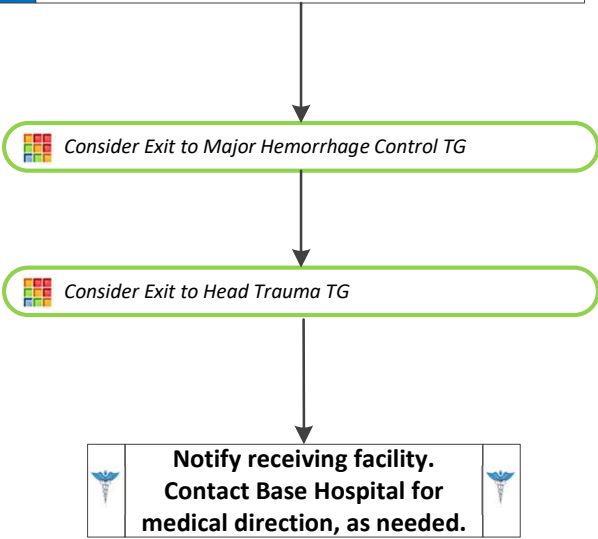 Consider Exit to Major Hemorrhage Control TG
Consider Exit to Head Trauma TG
Notify receiving facility.
Contact Base Hospital for
medical direction, as needed.